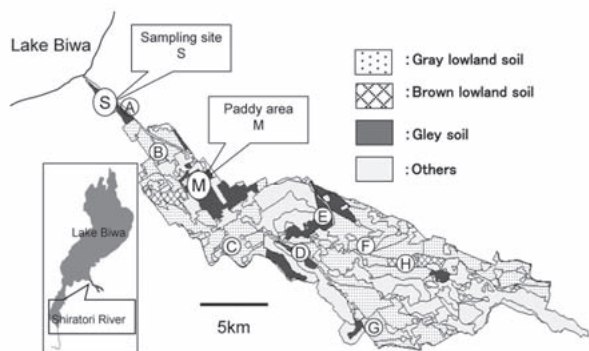 Lake Biwa
Sampling site
S
Paddy area
M
S
A
B
M
C
D
E
F
H
G
: Gray lowland soil
: Brown lowland soil
: Gley soil
: Others
Lake Biwa
Shiratori River
5km